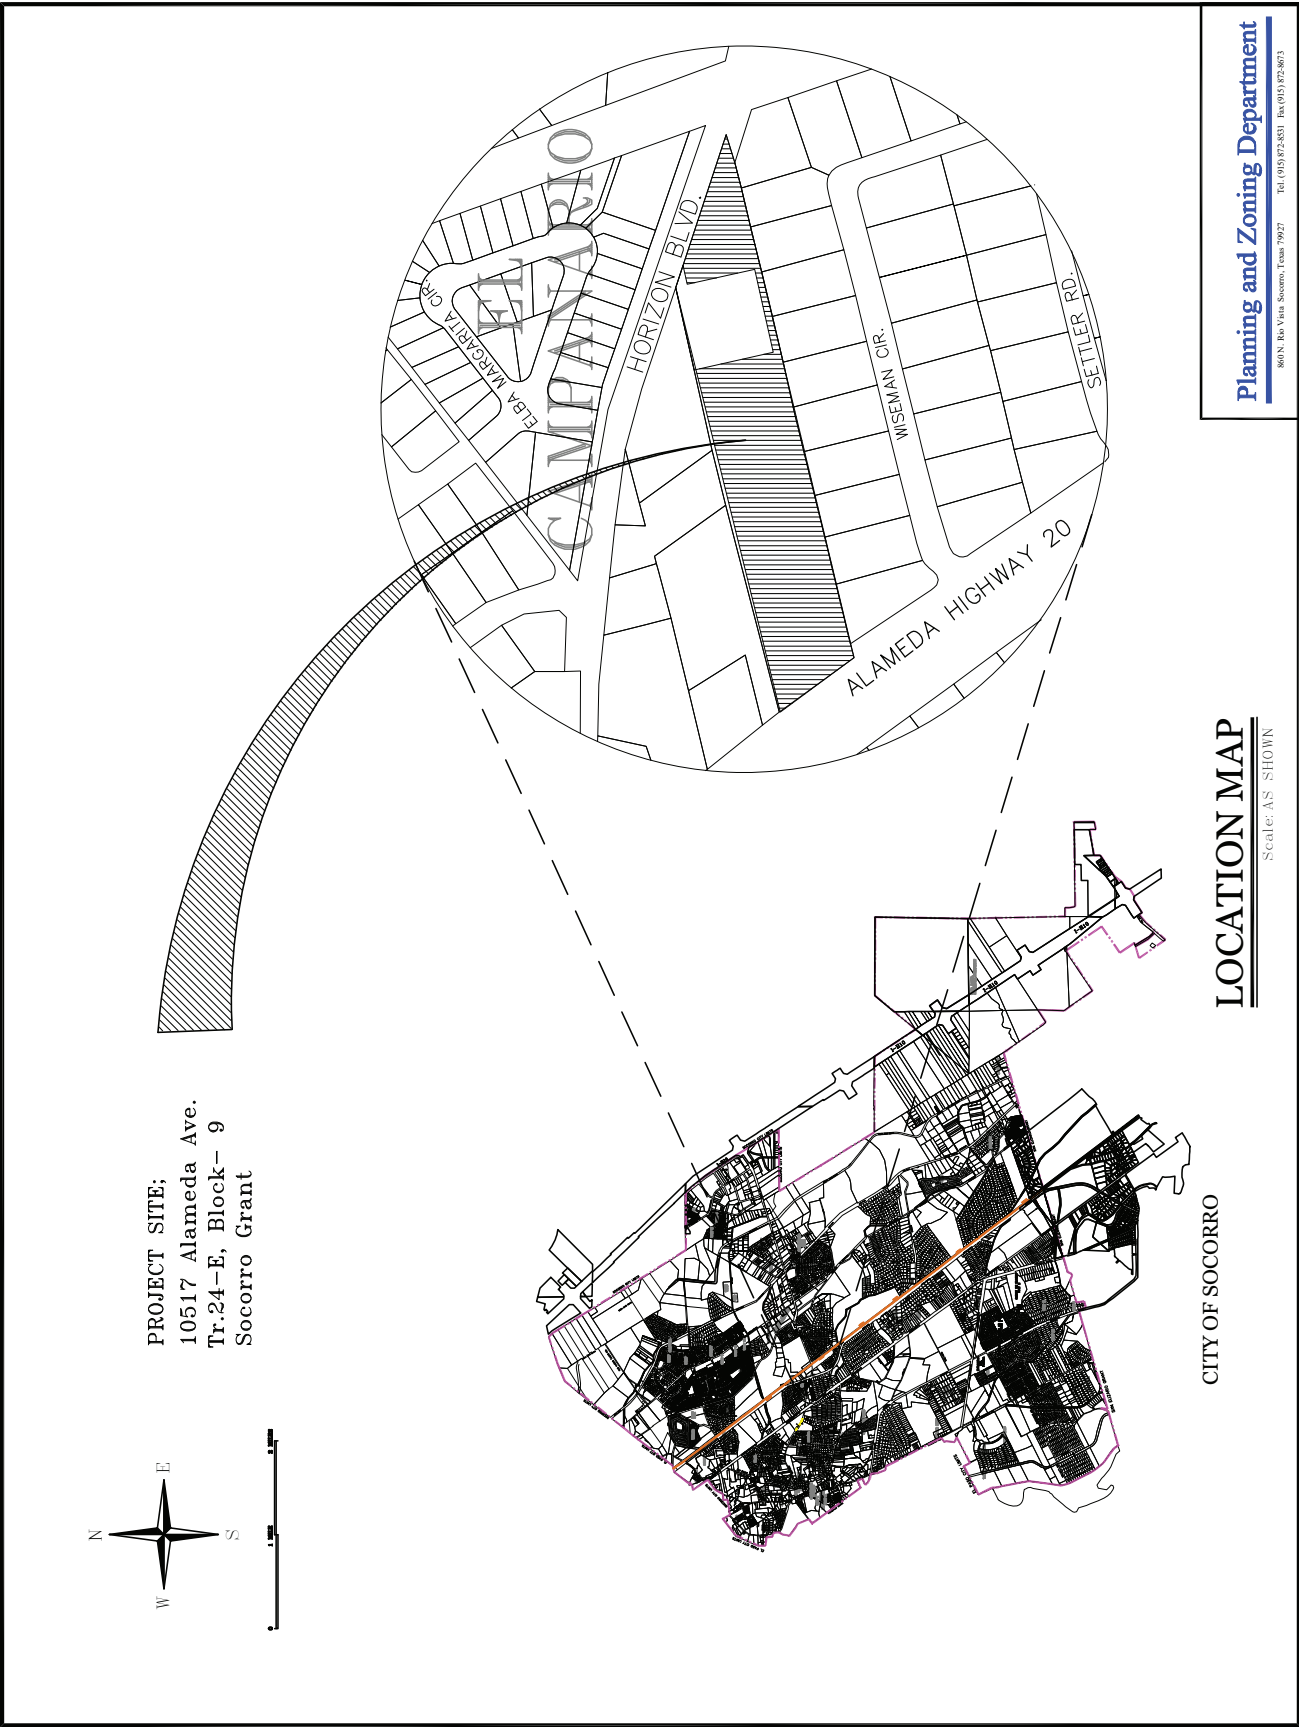 PROJECT SITE;
10517 Alameda Ave.
Tr.24-E, Block- 9
Socorro Grant
N
W
E
S
0
EL
CAMPANARIO
ELBA MARGARITA CIR.
HORIZON BLVD.
WISEMAN CIR.
SETTLER RD.
ALAMEDA HIGHWAY 20
CITY OF SOCORRO
LOCATION MAP
Scale: AS SHOWN
Planning and Zoning Department
860 N. Rio Vista Socorro, Texas 79927 Tel. (915) 872-8531 Fax (915) 872-8673